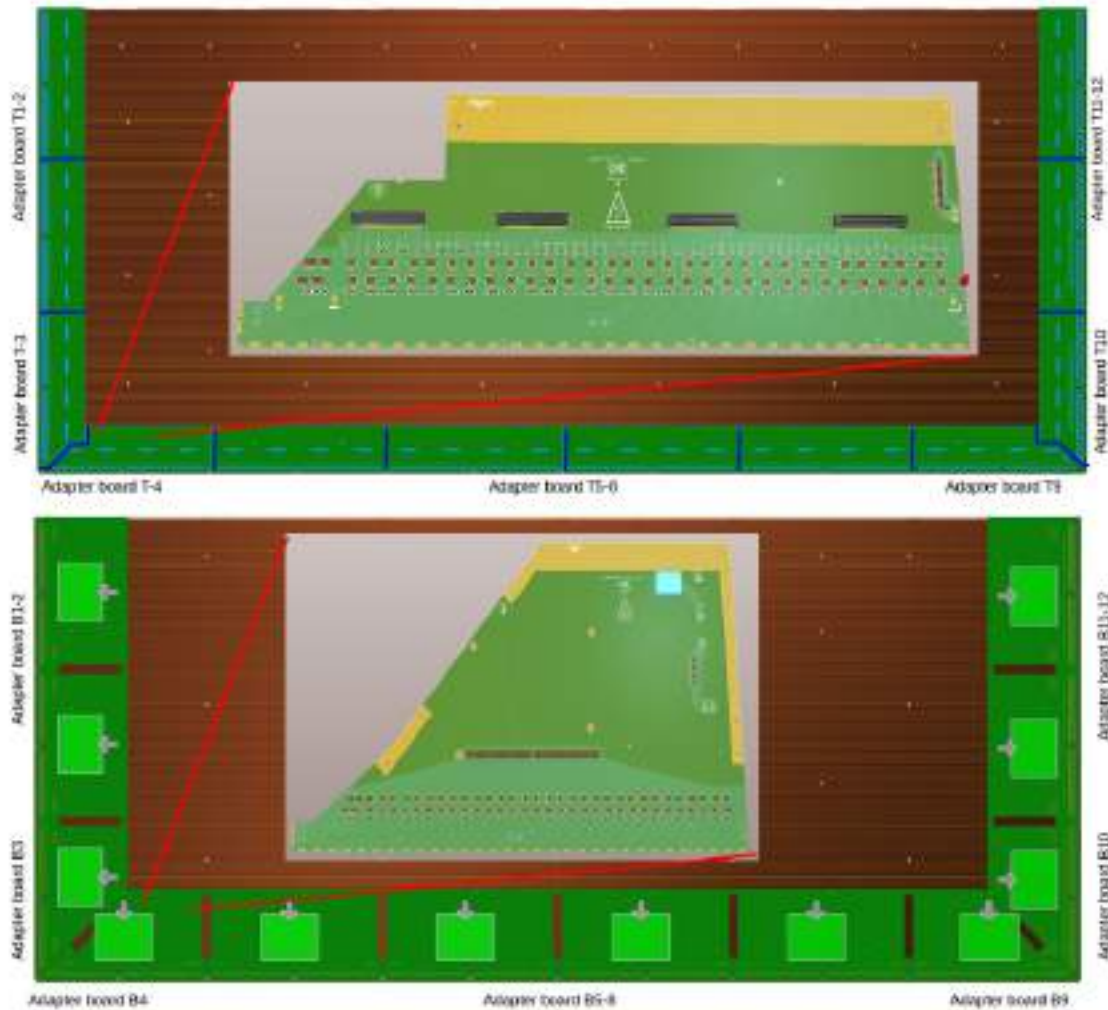 Adapter board T1-2
Adapter board T11-12
Adapter board T-3
Adapter board T10
Adapter board T-4
Adapter board T5-8
Adapter board T9
Adapter board B1-2
Adapter board B11-12
Adapter board B3
Adapter board B10
Adapter board B4
Adapter board B5-8
Adapter board B9